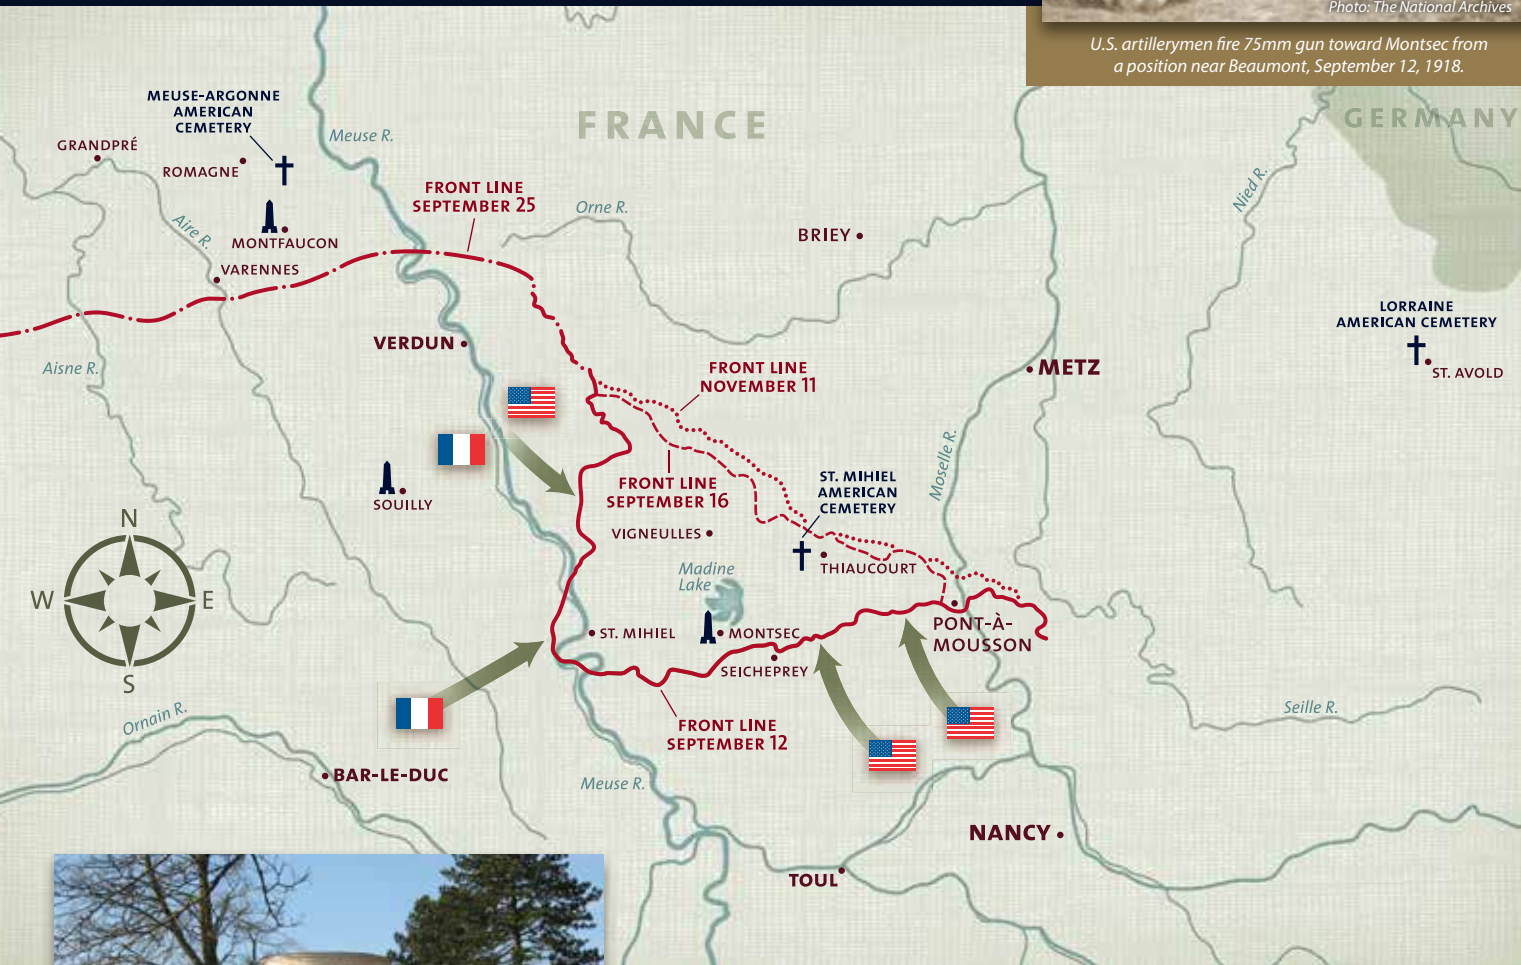 Photo: The National Archives
U.S. artillerymen fire 75mm gun toward Montsec from
a position near Beaumont, September 12, 1918.
MEUSE-ARGONNE
AMERICAN
CEMETERY
GRANDPRÉ
ROMAGNE
Meuse R.
FRANCE
GERMANY
Nied R.
FRONT LINE
SEPTEMBER 25
Orne R.
Aire R.
MONTFAUCON
BRIEY
VARENNES
LORRAINE
AMERICAN CEMETERY
ST. AVOLD
VERDUN
Aisne R.
FRONT LINE
NOVEMBER 11
METZ
Moselle R.
SOUILLY
FRONT LINE
SEPTEMBER 16
ST. MIHIEL
AMERICAN
CEMETERY
VIGNEULLES
THIAUCOURT
Madine
Lake
N
W
E
S
ST. MIHIEL
MONTSEC
PONT-À-
MOUSSON
SEICHEPREY
Seille R.
Ornain R.
FRONT LINE
SEPTEMBER 12
BAR-LE-DUC
Meuse R.
NANCY
TOUL